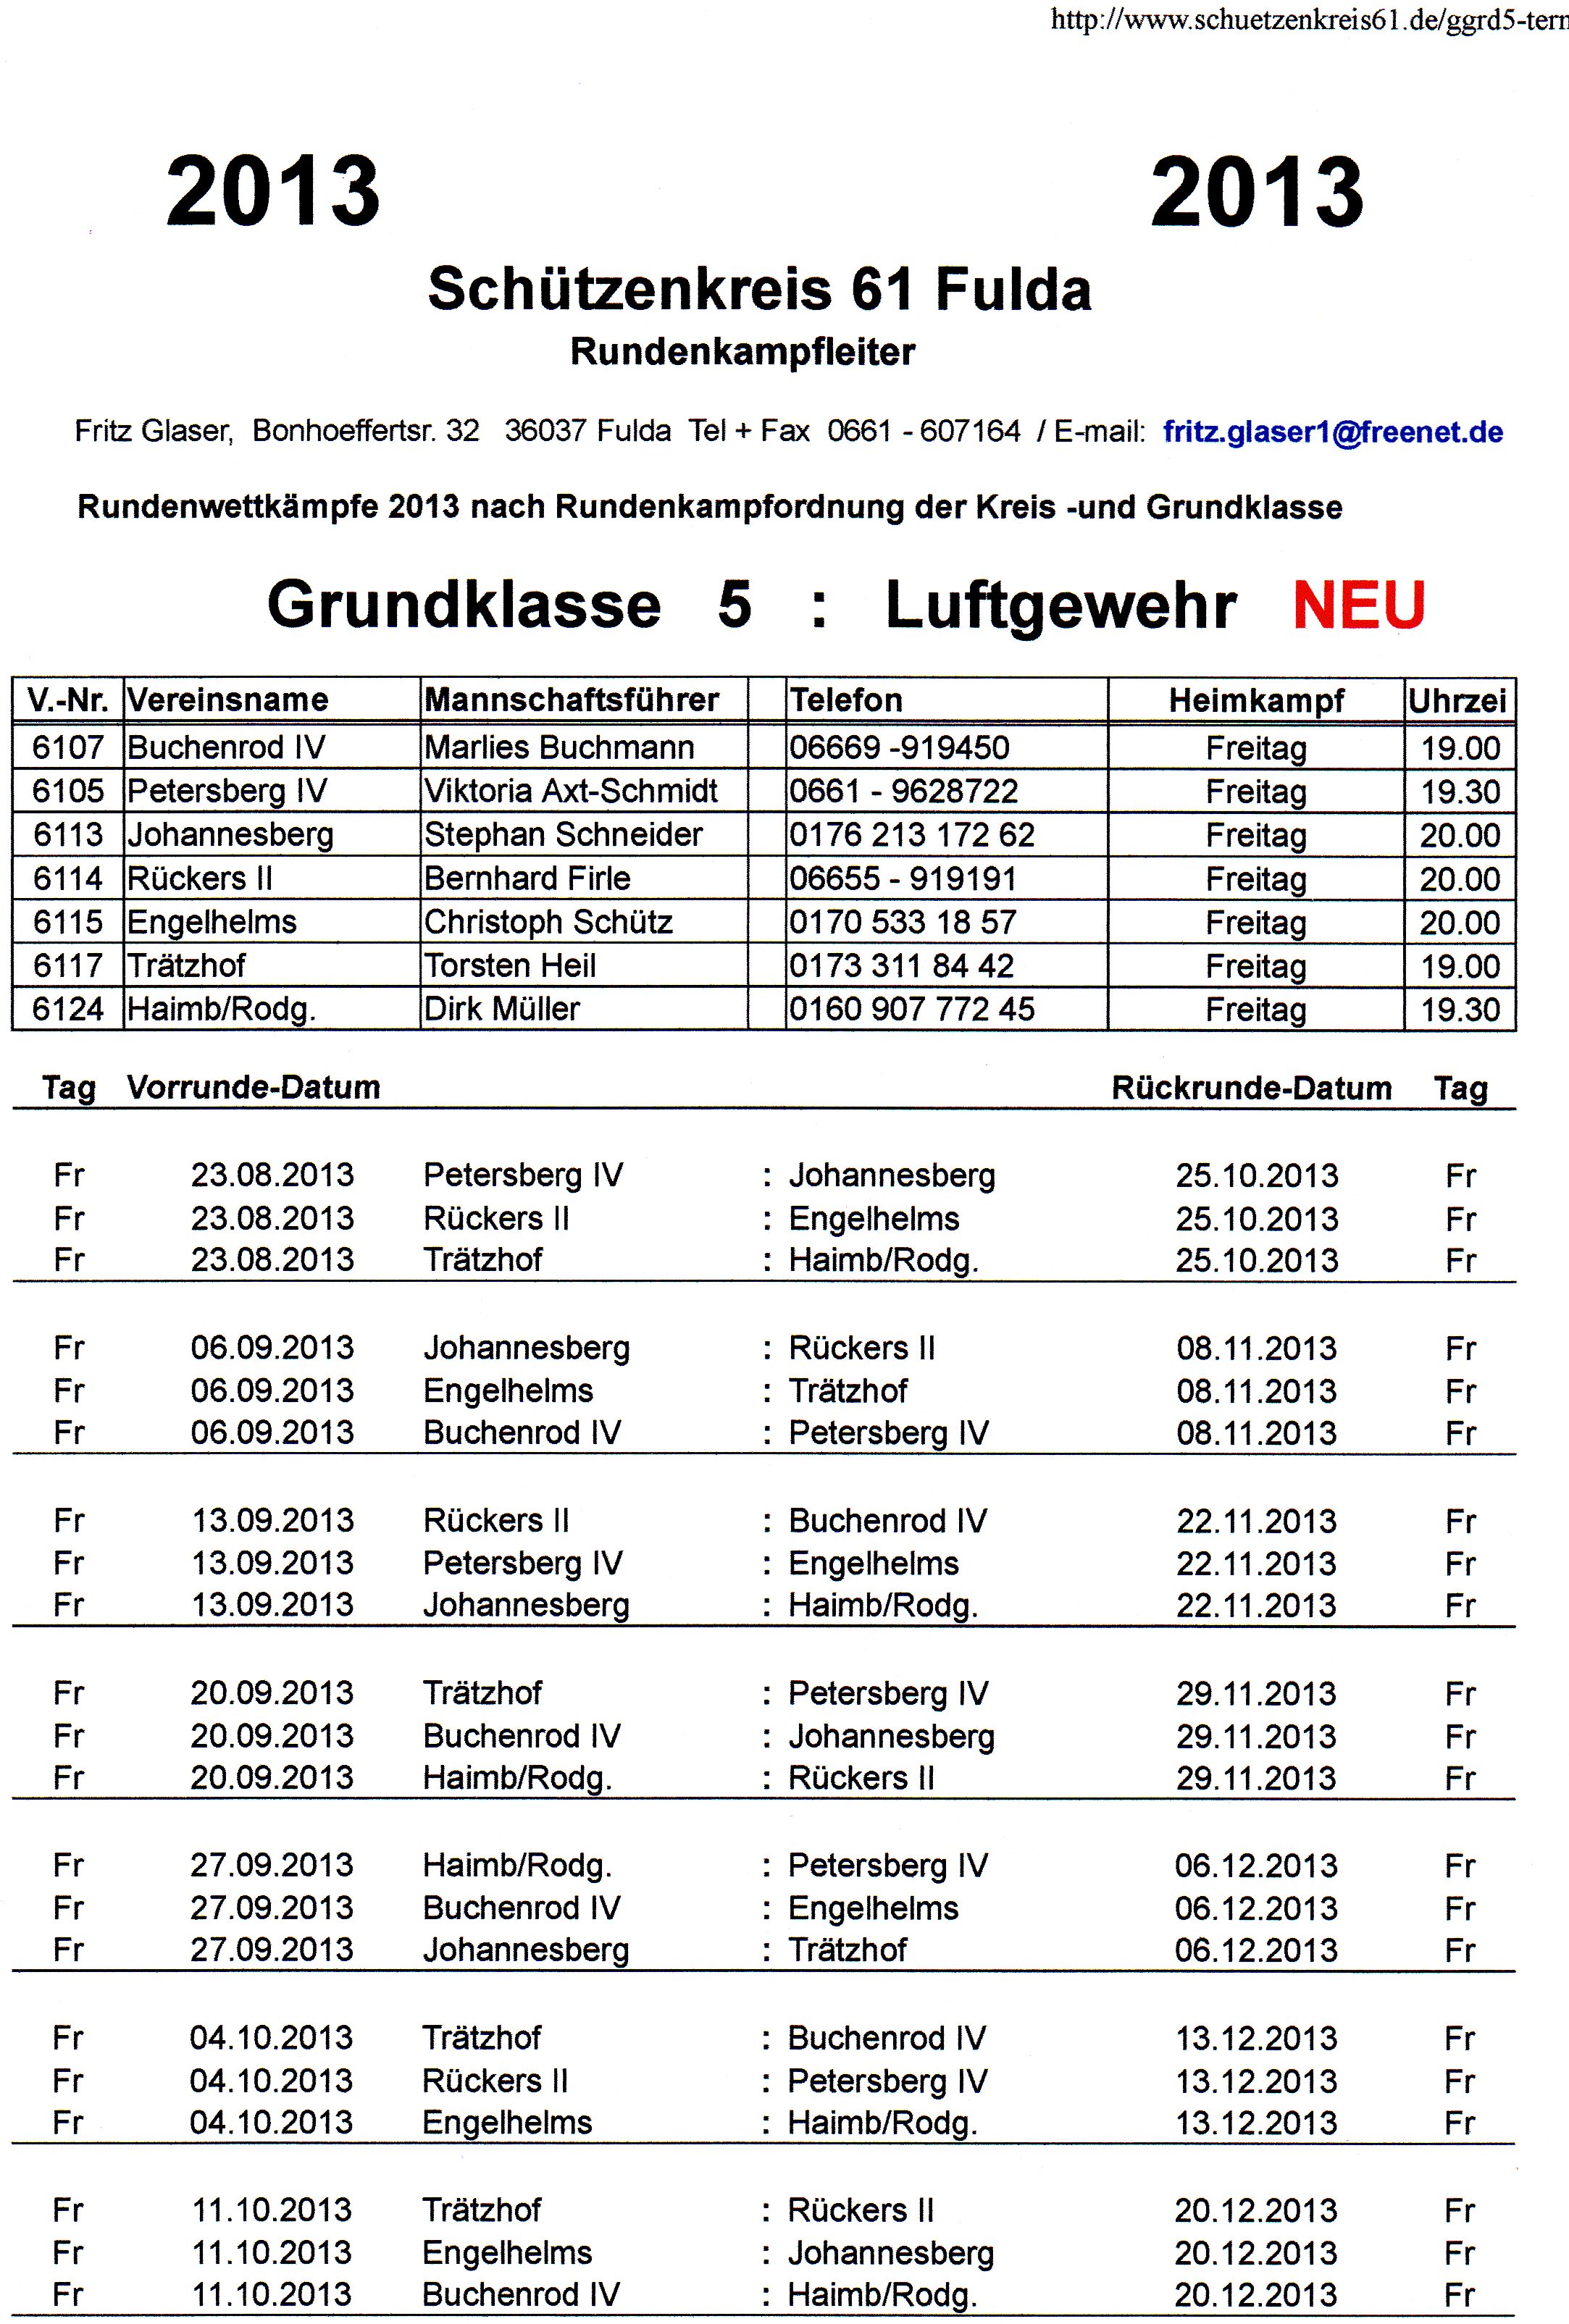 http://www.schuetzenkreis61.de/ggrd5-tern
2013 2013
Schützenkreis 61 Fulda
Rundenkampfleiter
Fritz Glaser, Bonhoeffertsr. 32 36037 Fulda Tel + Fax 0661 - 607164 / E-mail: fritz.glaser1@freenet.de
Rundenwettkämpfe 2013 nach Rundenkampfordnung der Kreis -und Grundklasse
Grundklasse 5 : Luftgewehr NEU
V.-Nr. Vereinsname Mannschaftsführer Telefon Heimkampf Uhrzei
6107 Buchenrod IV Marlies Buchmann 06669 -919450 Freitag 19.00
6105 Petersberg IV Viktoria Axt-Schmidt 0661 - 9628722 Freitag 19.30
6113 Johannesberg Stephan Schneider 0176 213 172 62 Freitag 20.00
6114 Rückers II Bernhard Firle 06655 - 919191 Freitag 20.00
6115 Engelhelms Christoph Schütz 0170 533 18 57 Freitag 20.00
6117 Trätzhof Torsten Heil 0173 311 84 42 Freitag 19.00
6124 Haimb/Rodg. Dirk Müller 0160 907 772 45 Freitag 19.30
Tag Vorrunde-Datum Rückrunde-Datum Tag
Fr 23.08.2013 Petersberg IV : Johannesberg 25.10.2013 Fr
Fr 23.08.2013 Rückers II : Engelhelms 25.10.2013 Fr
Fr 23.08.2013 Trätzhof : Haimb/Rodg. 25.10.2013 Fr
Fr 06.09.2013 Johannesberg : Rückers II 08.11.2013 Fr
Fr 06.09.2013 Engelhelms : Trätzhof 08.11.2013 Fr
Fr 06.09.2013 Buchenrod IV : Petersberg IV 08.11.2013 Fr
Fr 13.09.2013 Rückers II : Buchenrod IV 22.11.2013 Fr
Fr 13.09.2013 Petersberg IV : Engelhelms 22.11.2013 Fr
Fr 13.09.2013 Johannesberg : Haimb/Rodg. 22.11.2013 Fr
Fr 20.09.2013 Trätzhof : Petersberg IV 29.11.2013 Fr
Fr 20.09.2013 Buchenrod IV : Johannesberg 29.11.2013 Fr
Fr 20.09.2013 Haimb/Rodg. : Rückers II 29.11.2013 Fr
Fr 27.09.2013 Haimb/Rodg. : Petersberg IV 06.12.2013 Fr
Fr 27.09.2013 Buchenrod IV : Engelhelms 06.12.2013 Fr
Fr 27.09.2013 Johannesberg : Trätzhof 06.12.2013 Fr
Fr 04.10.2013 Trätzhof : Buchenrod IV 13.12.2013 Fr
Fr 04.10.2013 Rückers II : Petersberg IV 13.12.2013 Fr
Fr 04.10.2013 Engelhelms : Haimb/Rodg. 13.12.2013 Fr
Fr 11.10.2013 Trätzhof : Rückers II 20.12.2013 Fr
Fr 11.10.2013 Engelhelms : Johannesberg 20.12.2013 Fr
Fr 11.10.2013 Buchenrod IV : Haimb/Rodg. 20.12.2013 Fr